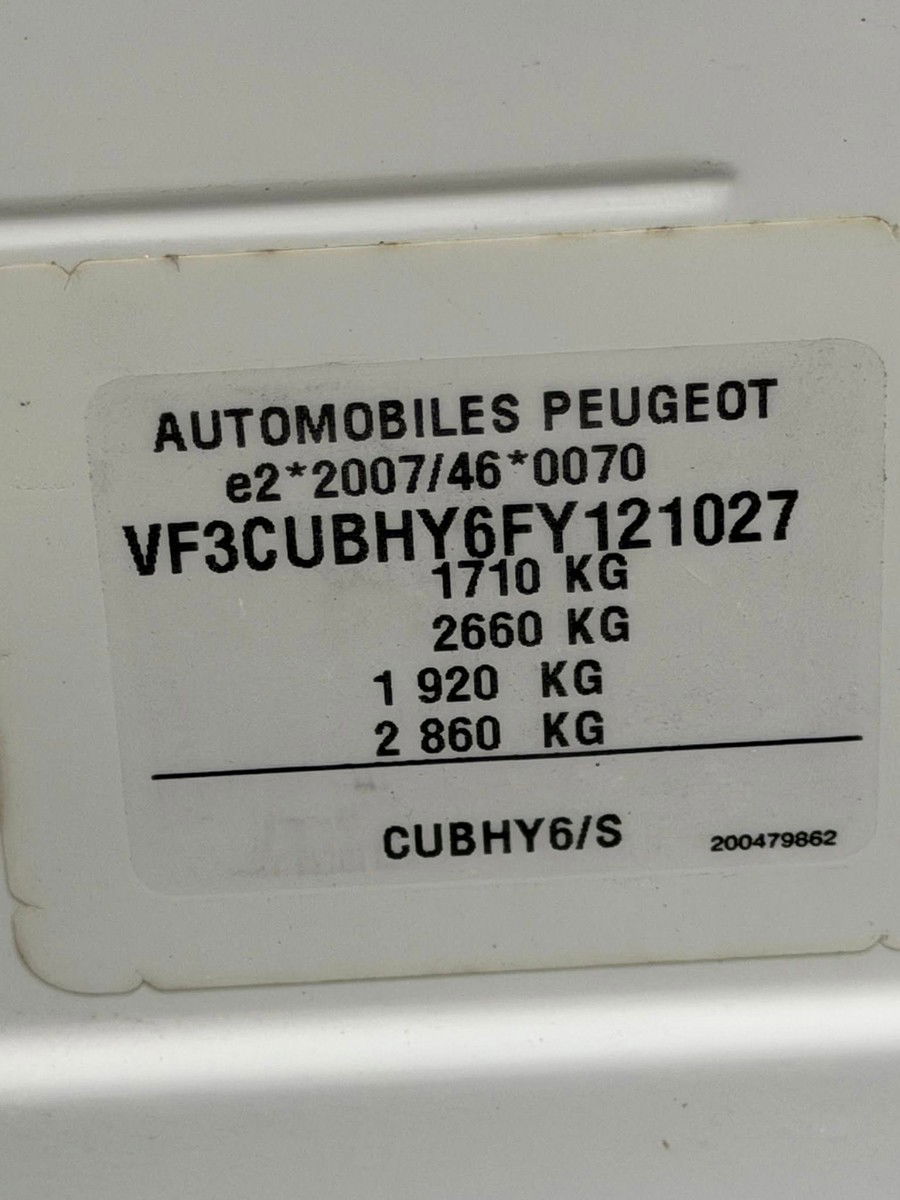 AUTOMOBILES PEUGEOT
e2*2007/46*0070
VF3CUBHY6FY121027
1710 KG
2660 KG
1 920 KG
2 860 KG
CUBHY6/S 200479862